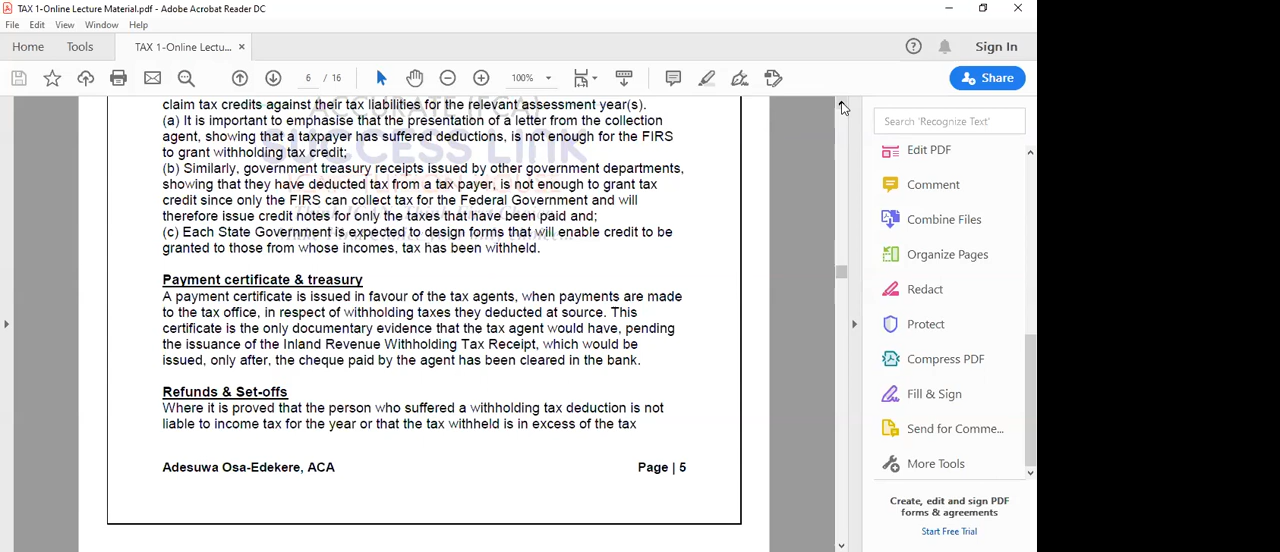 TAX 1-Online Lecture Material.pdf - Adobe Acrobat Reader DC
File Edit View Window Help
Home Tools TAX 1-Online Lectu... × Sign In
6 / 16 100% Share
claim tax credits against their tax liabilities for the relevant assessment year(s).
ACCURATE (FCA)
(a) It is important to emphasise that the presentation of a letter from the collection
agent, showing that a taxpayer has suffered deductions, is not enough for the FIRS
SUCCESS LINK
to grant withholding tax credit;
(b) Similarly, government treasury receipts issued by other government departments,
showing that they have deducted tax from a tax payer, is not enough to grant tax
credit since only the FIRS can collect tax for the Federal Government and will
therefore issue credit notes for only the taxes that have been paid and;
(c) Each State Government is expected to design forms that will enable credit to be
granted to those from whose incomes, tax has been withheld.
Payment certificate & treasury
A payment certificate is issued in favour of the tax agents, when payments are made
to the tax office, in respect of withholding taxes they deducted at source. This
certificate is the only documentary evidence that the tax agent would have, pending
the issuance of the Inland Revenue Withholding Tax Receipt, which would be
issued, only after, the cheque paid by the agent has been cleared in the bank.
Refunds & Set-offs
Where it is proved that the person who suffered a withholding tax deduction is not
liable to income tax for the year or that the tax withheld is in excess of the tax
Adesuwa Osa-Edekere, ACA Page | 5
Search 'Recognize Text'
Edit PDF
Comment
Combine Files
Organize Pages
Redact
Protect
Compress PDF
Fill & Sign
Send for Comme...
More Tools
Create, edit and sign PDF
forms & agreements
Start Free Trial